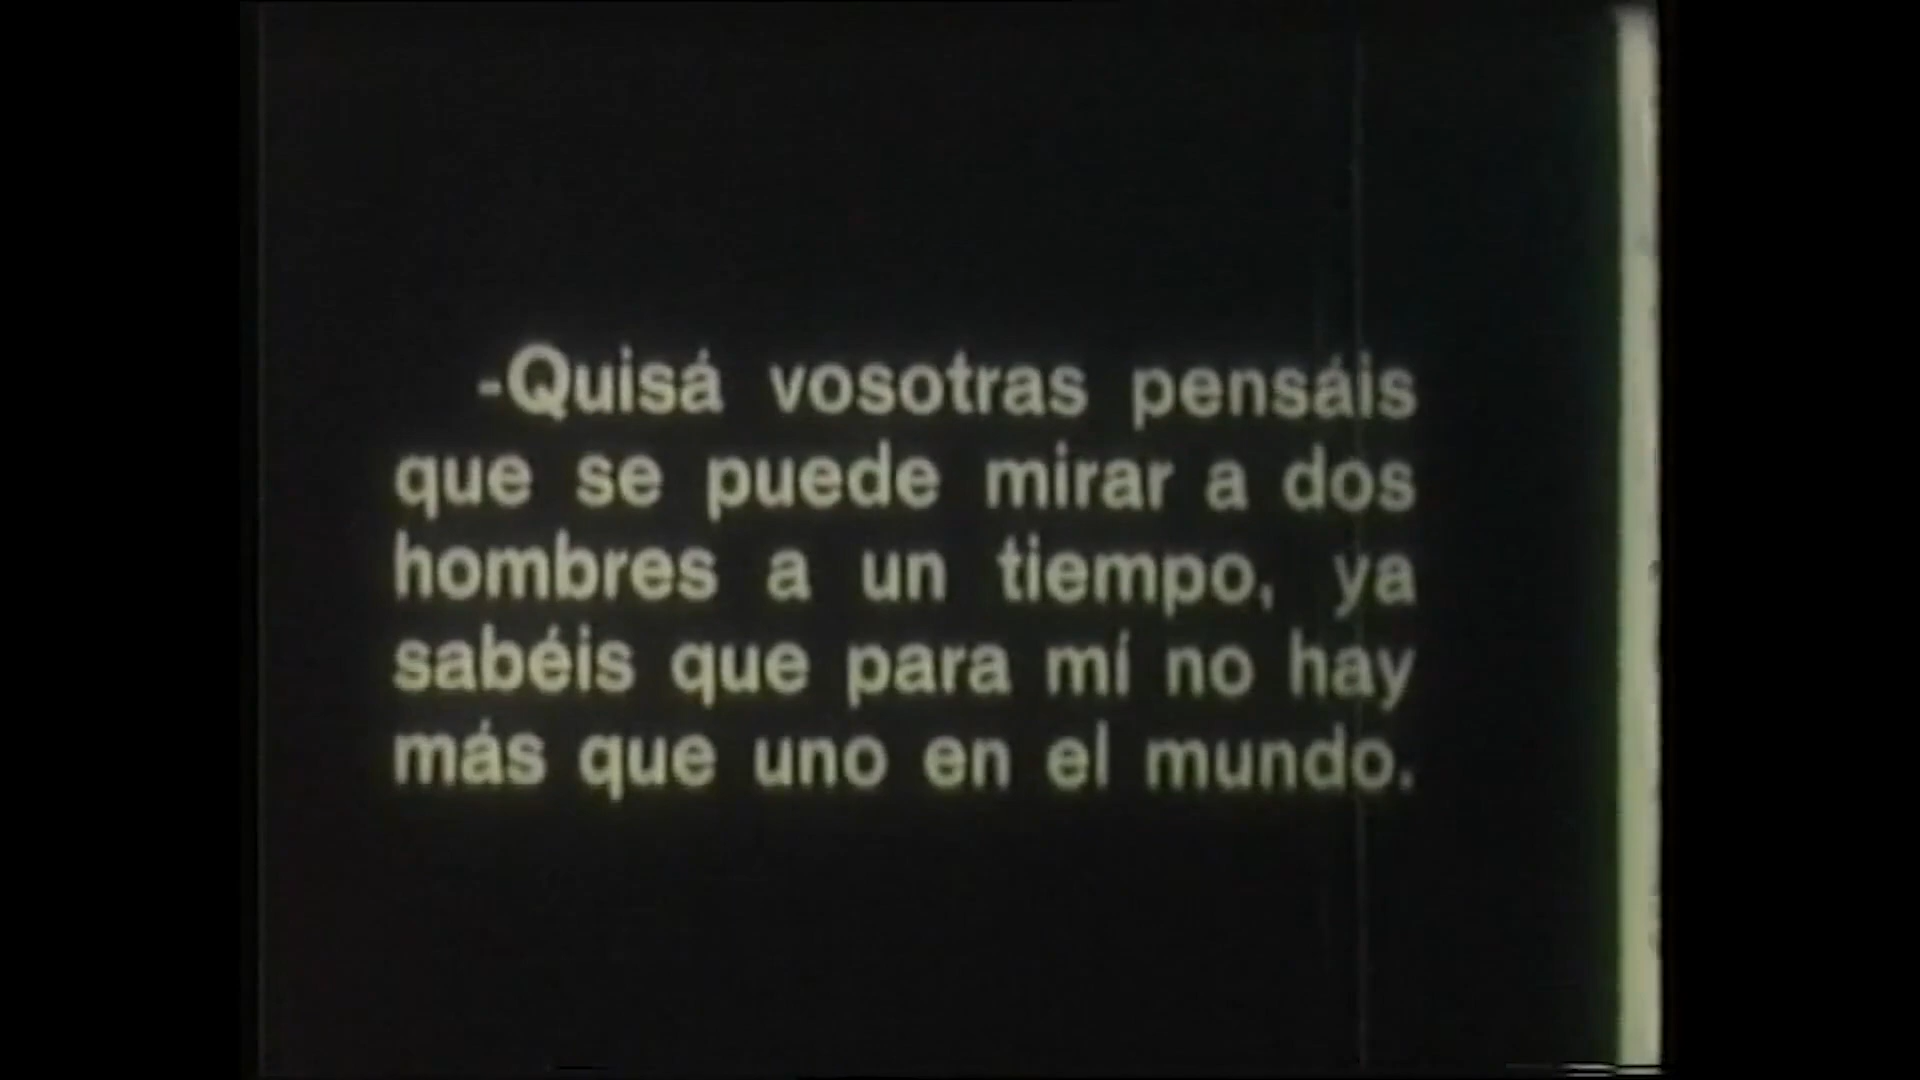 -Quisá vosotras pensáis
que se puede mirar a dos
hombres a un tiempo, ya
sabéis que para mí no hay
más que uno en el mundo.